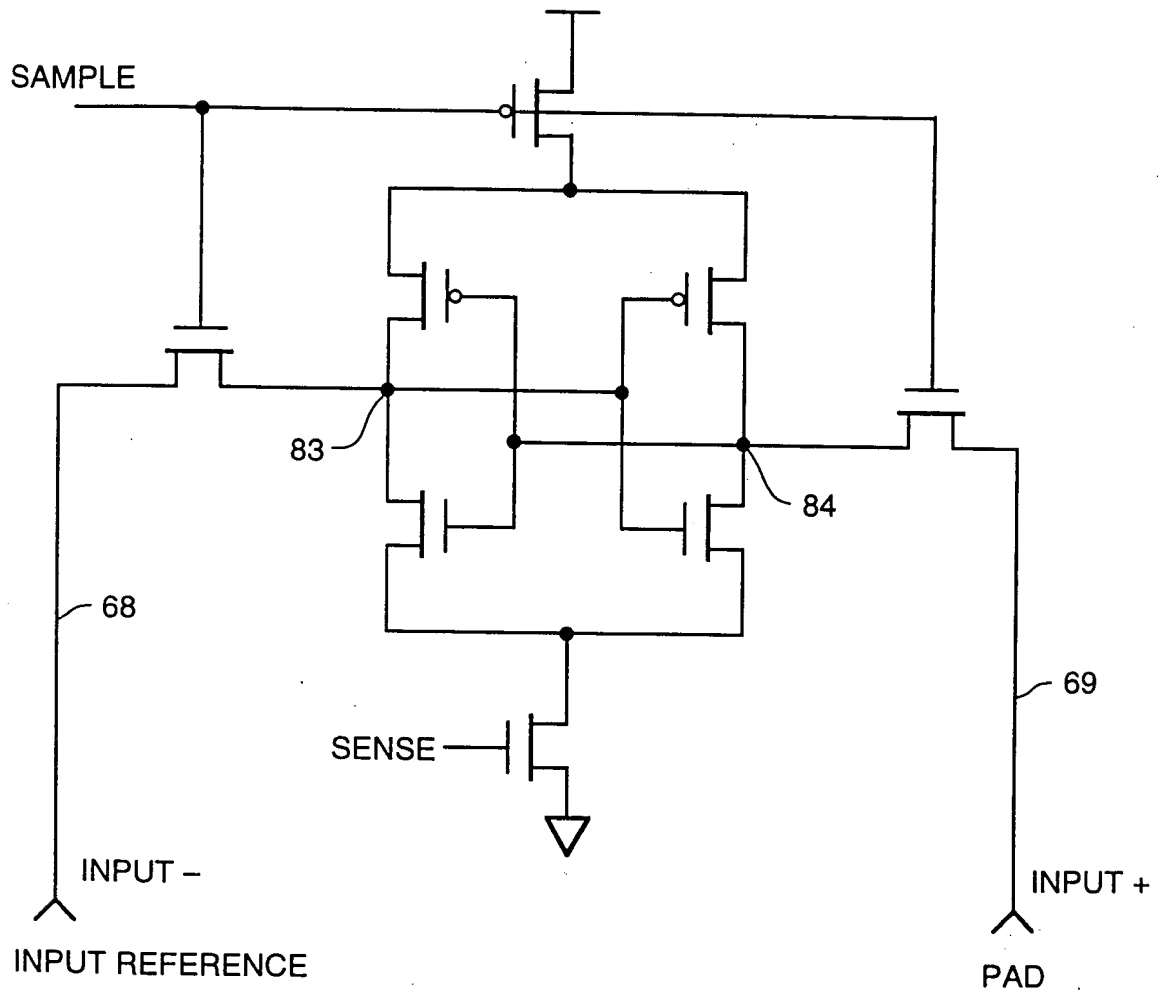 SAMPLE
83
84
68
69
SENSE
INPUT –
INPUT +
INPUT REFERENCE
PAD